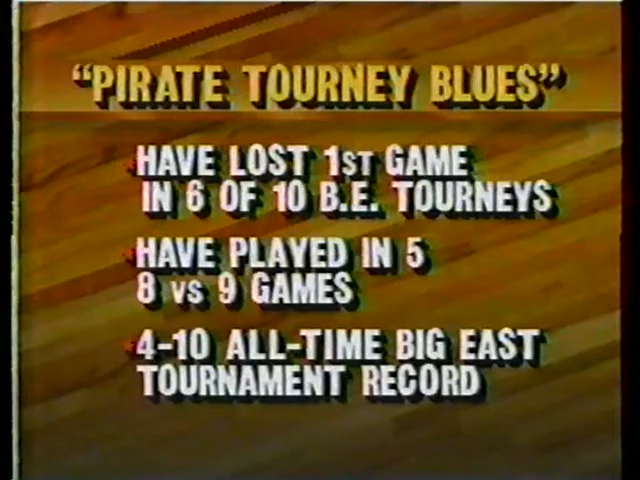 "PIRATE TOURNEY BLUES"
HAVE LOST 1ST GAME
IN 6 OF 10 B.E. TOURNEYS
HAVE PLAYED IN 5
8 VS 9 GAMES
4-10 ALL-TIME BIG EAST
TOURNAMENT RECORD